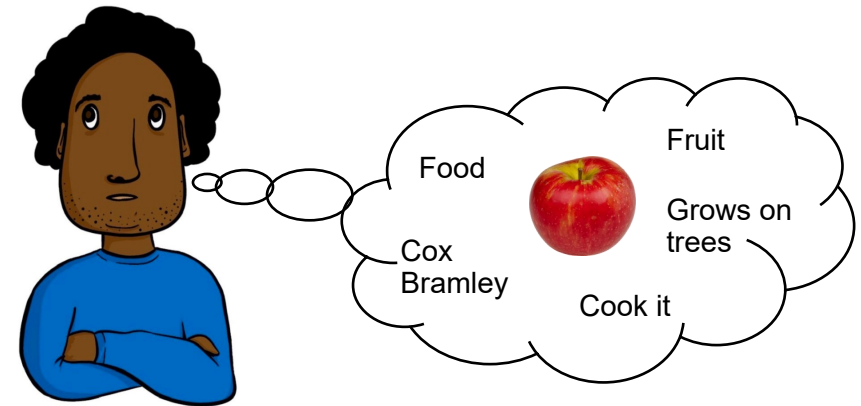 Food
Fruit
Grows on
trees
Cox
Bramley
Cook it